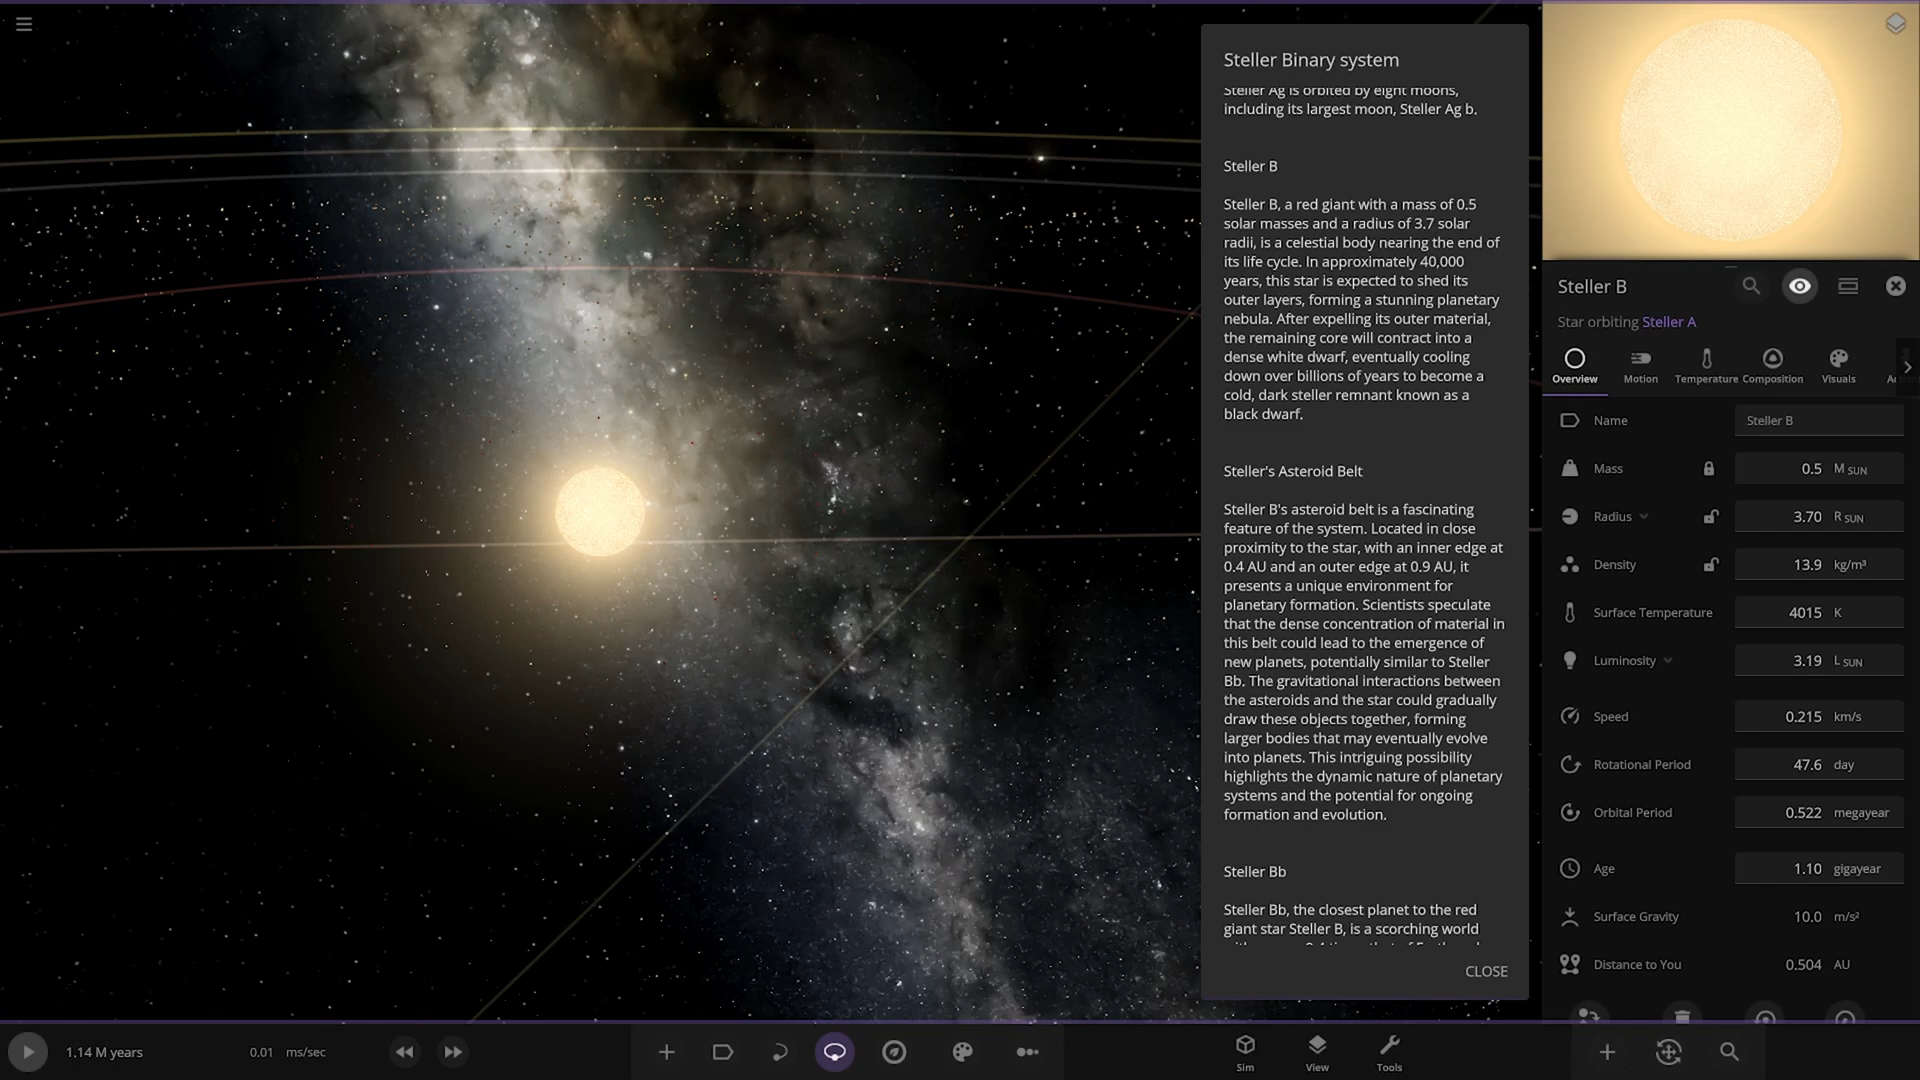 Steller Binary system
Steller Ag is orbited by eight moons,
including its largest moon, Steller Ag b.
Steller B
Steller B, a red giant with a mass of 0.5
solar masses and a radius of 3.7 solar
radii, is a celestial body nearing the end of
its life cycle. In approximately 40,000
years, this star is expected to shed its
outer layers, forming a stunning planetary
nebula. After expelling its outer material,
the remaining core will contract into a
dense white dwarf, eventually cooling
down over billions of years to become a
cold, dark steller remnant known as a
black dwarf.
Steller's Asteroid Belt
Steller B's asteroid belt is a fascinating
feature of the system. Located in close
proximity to the star, with an inner edge at
0.4 AU and an outer edge at 0.9 AU, it
presents a unique environment for
planetary formation. Scientists speculate
that the dense concentration of material in
this belt could lead to the emergence of
new planets, potentially similar to Steller
Bb. The gravitational interactions between
the asteroids and the star could gradually
draw these objects together, forming
larger bodies that may eventually evolve
into planets. This intriguing possibility
highlights the dynamic nature of planetary
systems and the potential for ongoing
formation and evolution.
Steller Bb
Steller Bb, the closest planet to the red
giant star Steller B, is a scorching world
CLOSE
Steller B
Star orbiting Steller A
Overview Motion Temperature Composition Visuals
Name Steller B
Mass 0.5 M SUN
Radius 3.70 R SUN
Density 13.9 kg/m³
Surface Temperature 4015 K
Luminosity 3.19 L SUN
Speed 0.215 km/s
Rotational Period 47.6 day
Orbital Period 0.522 megayear
Age 1.10 gigayear
Surface Gravity 10.0 m/s²
Distance to You 0.504 AU
1.14 M years 0.01 ms/sec
Sim View Tools